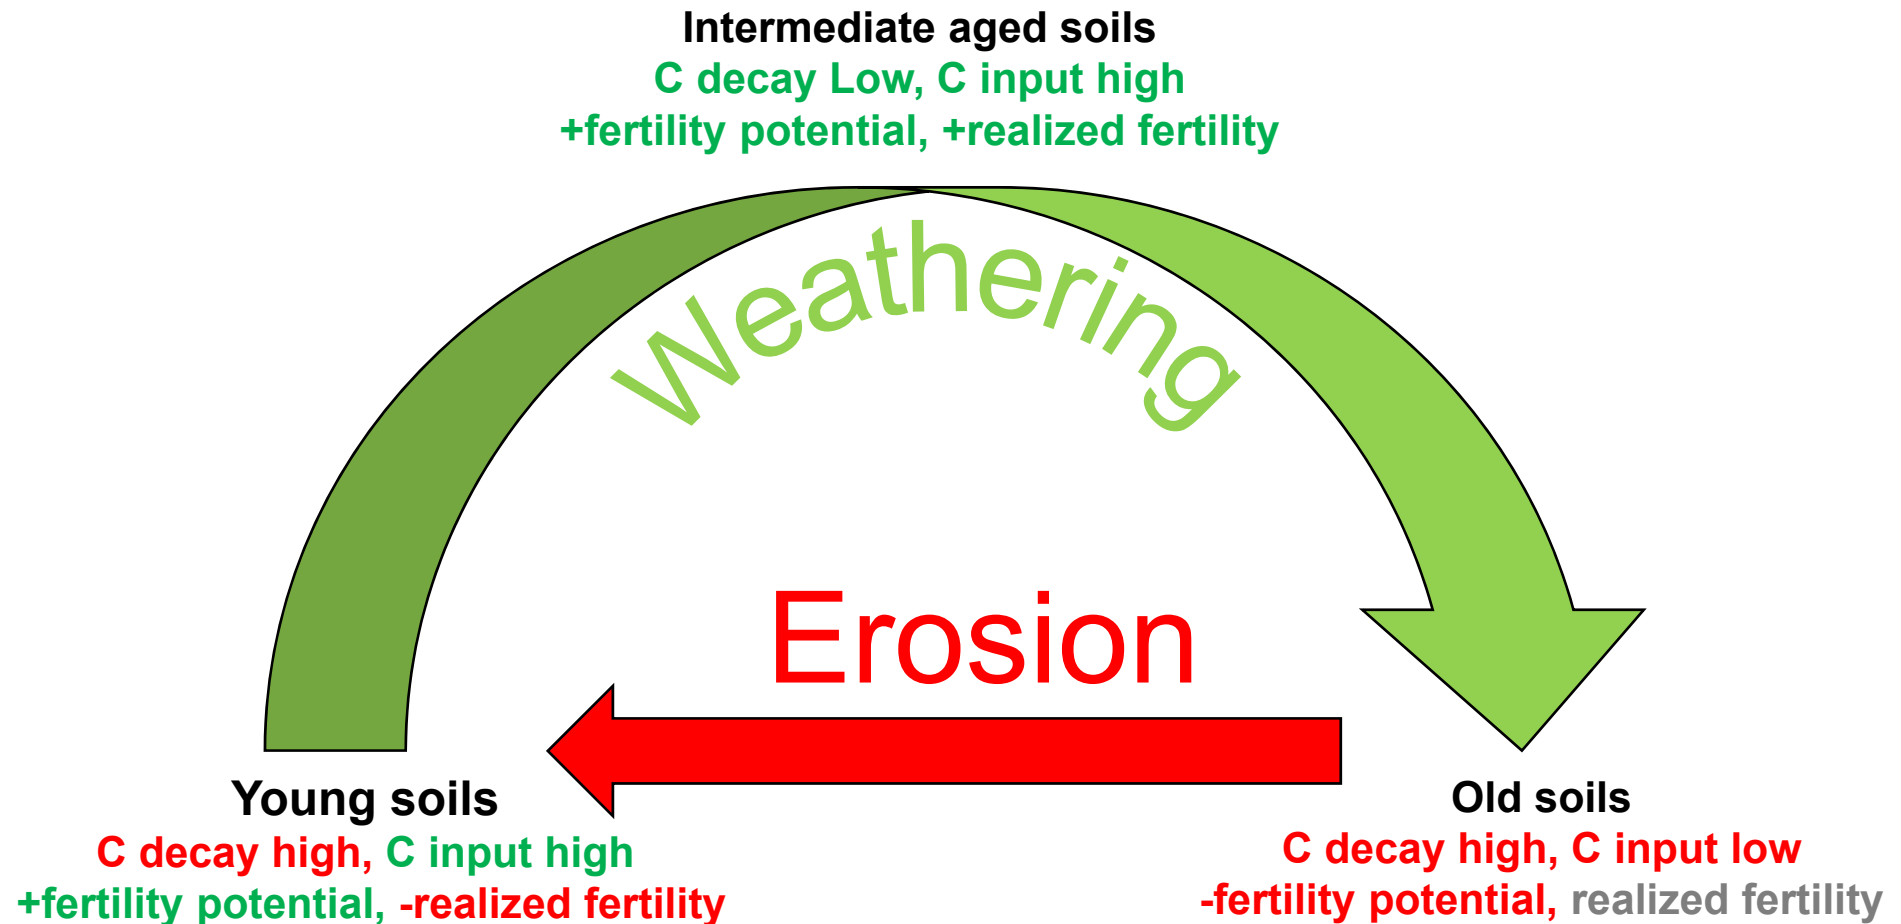 Intermediate aged soils
C decay Low, C input high
+fertility potential, +realized fertility
Weathering
Erosion
Young soils
C decay high, C input high
+fertility potential, -realized fertility
Old soils
C decay high, C input low
-fertility potential, realized fertility